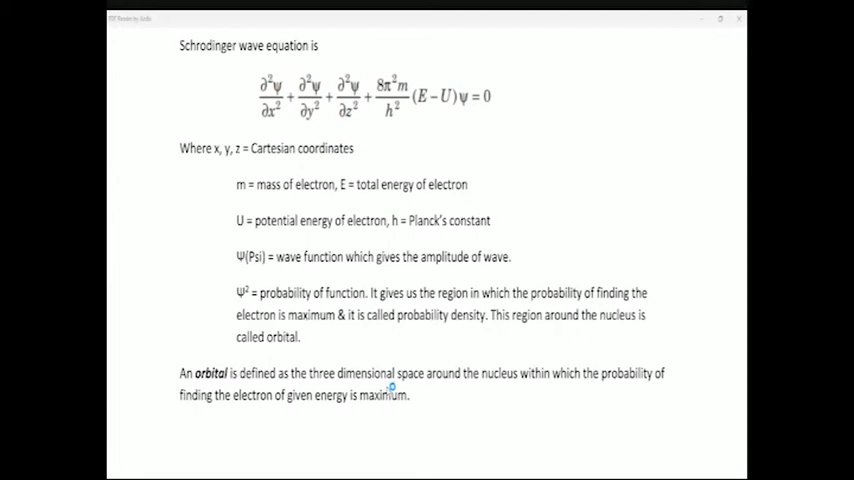 PDF Render by Xodo
Schrodinger wave equation is
∂²ψ/∂x² + ∂²ψ/∂y² + ∂²ψ/∂z² + 8π²m/h² (E – U) ψ = 0
Where x, y, z = Cartesian coordinates
m = mass of electron, E = total energy of electron
U = potential energy of electron, h = Planck's constant
Ψ(Psi) = wave function which gives the amplitude of wave.
Ψ² = probability of function. It gives us the region in which the probability of finding the
electron is maximum & it is called probability density. This region around the nucleus is
called orbital.
An orbital is defined as the three dimensional space around the nucleus within which the probability of
finding the electron of given energy is maximum.